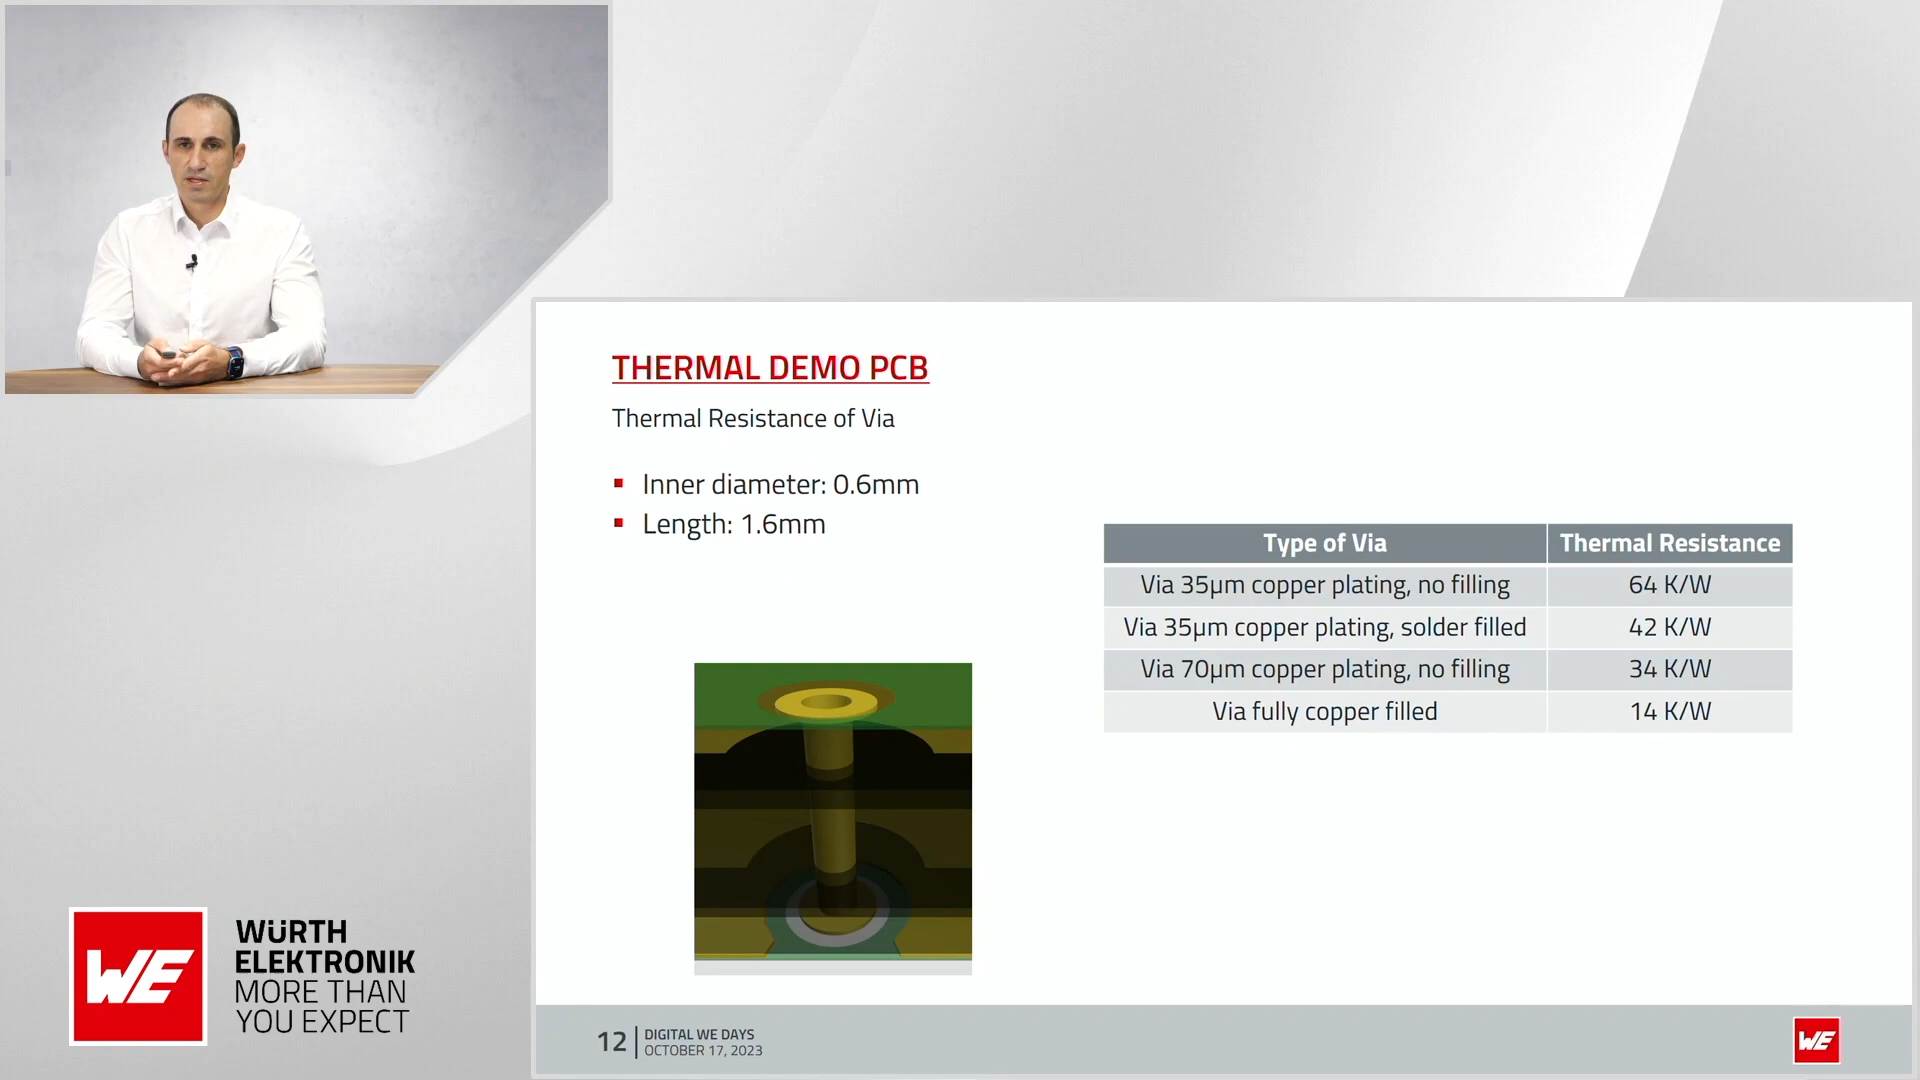 THERMAL DEMO PCB
Thermal Resistance of Via
▪ Inner diameter: 0.6mm
▪ Length: 1.6mm
Type of Via Thermal Resistance
Via 35µm copper plating, no filling 64 K/W
Via 35µm copper plating, solder filled 42 K/W
Via 70µm copper plating, no filling 34 K/W
Via fully copper filled 14 K/W
WE
WÜRTH
ELEKTRONIK
MORE THAN
YOU EXPECT
12 DIGITAL WE DAYS
OCTOBER 17, 2023
WE